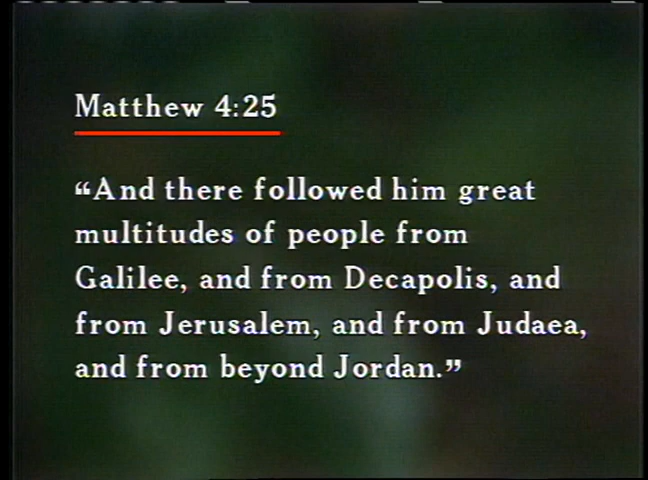 Matthew 4:25
“And there followed him great
multitudes of people from
Galilee, and from Decapolis, and
from Jerusalem, and from Judaea,
and from beyond Jordan.”